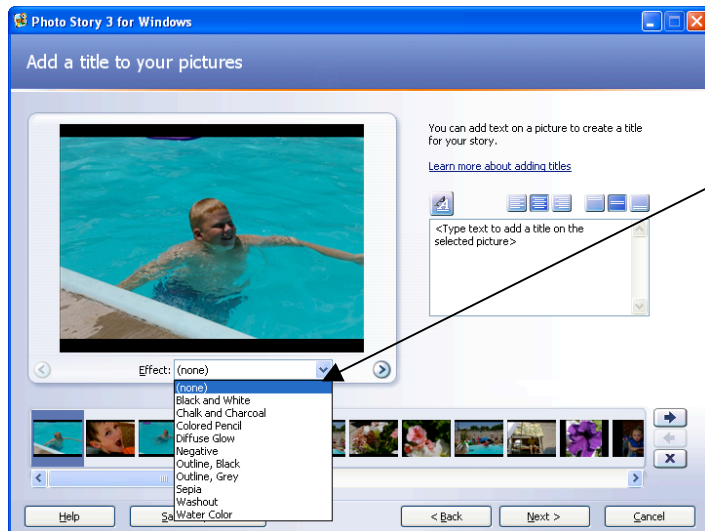 Photo Story 3 for Windows
Add a title to your pictures
You can add text on a picture to create a title
for your story.
Learn more about adding titles
<Type text to add a title on the
selected picture>
Effect: (none)
(none)
Black and White
Chalk and Charcoal
Colored Pencil
Diffuse Glow
Negative
Outline, Black
Outline, Grey
Sepia
Washout
Water Color
Help
< Back
Next >
Cancel